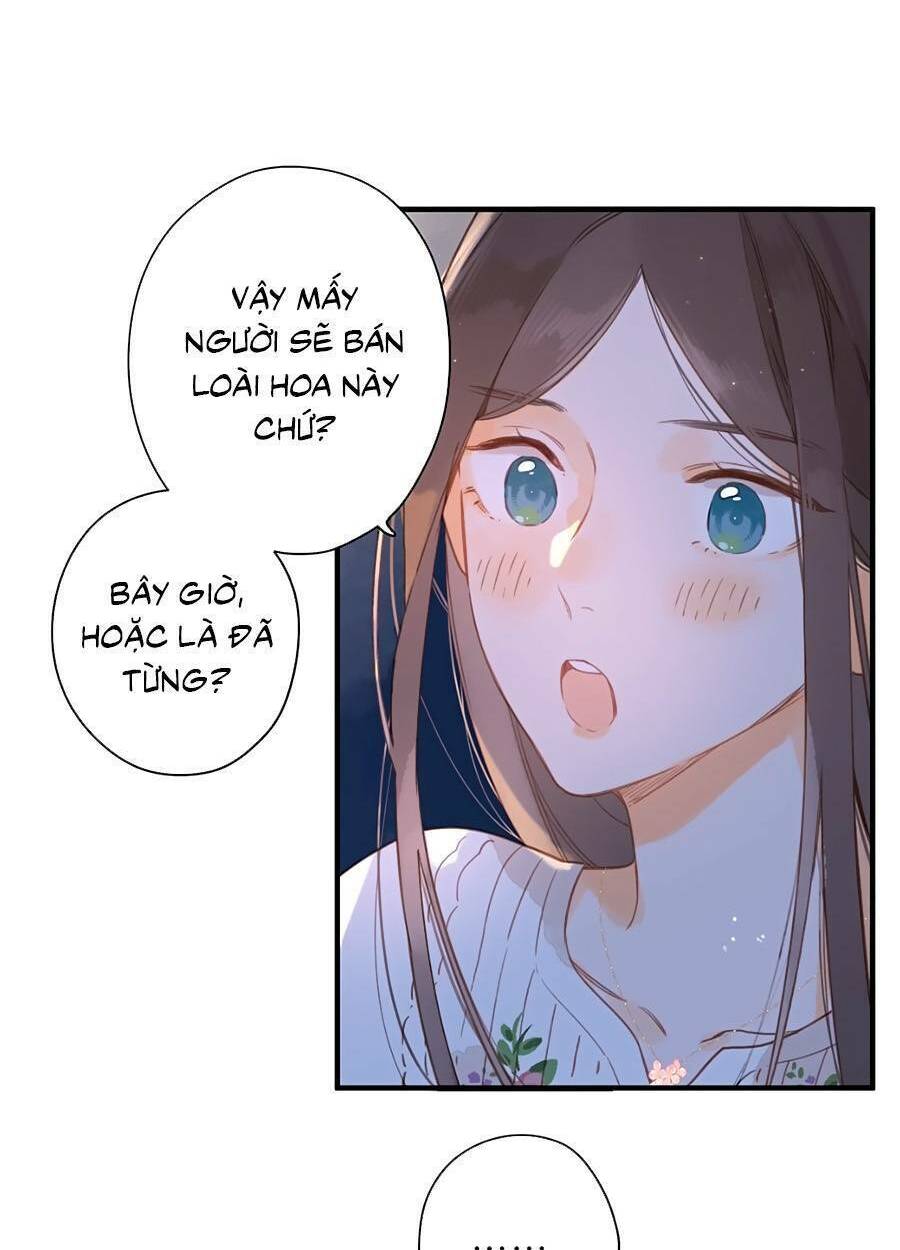 VẬY MẤY
NGƯỜI SẼ BÁN
LOÀI HOA NÀY
CHỨ?
BÂY GIỜ,
HOẶC LÀ ĐÃ
TỪNG?
......